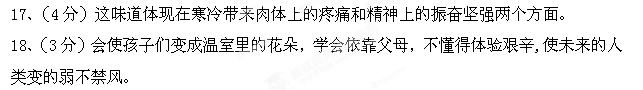 17、（4分）这味道体现在寒冷带来肉体上的疼痛和精神上的振奋坚强两个方面。
18、（3分）会使孩子们变成温室里的花朵，学会依靠父母，不懂得体验艰辛,使未来的人
类变的弱不禁风。